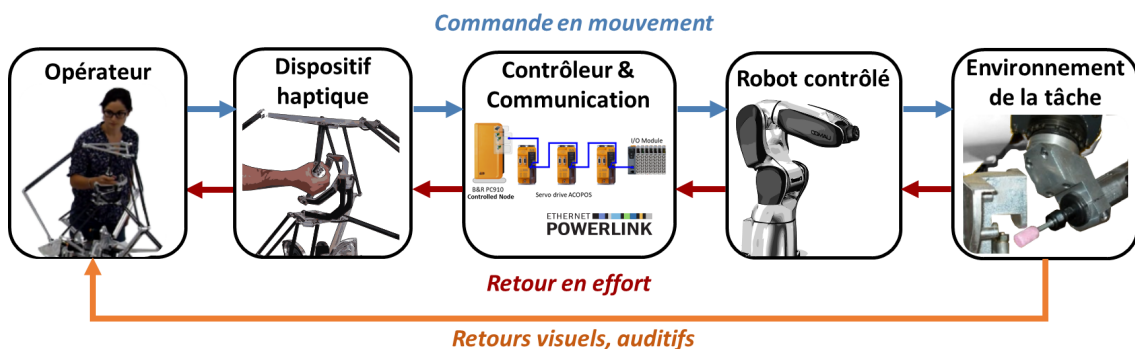 Commande en mouvement
Opérateur
Dispositif
haptique
Contrôleur &
Communication
I/O Module
B&R PC910
Controlled Node
Servo drive ACOPOS
ETHERNET
POWERLINK
Robot contrôlé
COMAU
Environnement
de la tâche
Retour en effort
Retours visuels, auditifs